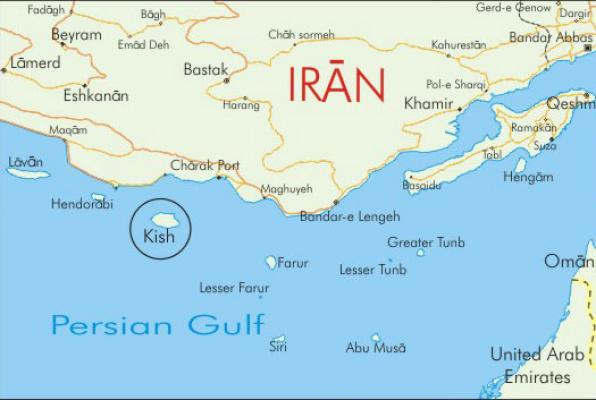 Fadāgh
Bāgh
Gerd-e Genow
Dargir
Beyram
Emād Deh
Chāh sormeh
Kahurestān
Bandar Abbas
Lāmerd
Bastak
IRĀN
Pol-e Sharqi
Eshkanān
Harang
Khamir
Qeshm
Maqām
Ramakān
Suza
Tabl
Lāvān
Chārak Port
Hengām
Maghuyeh
Basaidu
Hendorābi
Bandar-e Lengeh
Kish
Greater Tunb
Farur
Lesser Tunb
Omān
Lesser Farur
Persian Gulf
Siri
Abu Musā
United Arab
Emirates